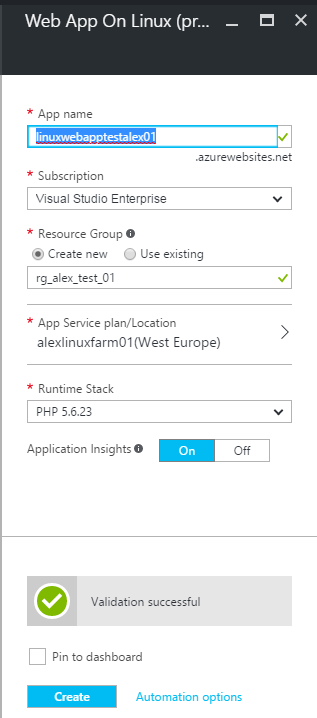 Web App On Linux (pr...
* App name
linuxwebapptestalex01
.azurewebsites.net
* Subscription
Visual Studio Enterprise
* Resource Group
Create new Use existing
rg_alex_test_01
* App Service plan/Location
alexlinuxfarm01(West Europe)
* Runtime Stack
PHP 5.6.23
Application Insights On Off
Validation successful
Pin to dashboard
Create Automation options